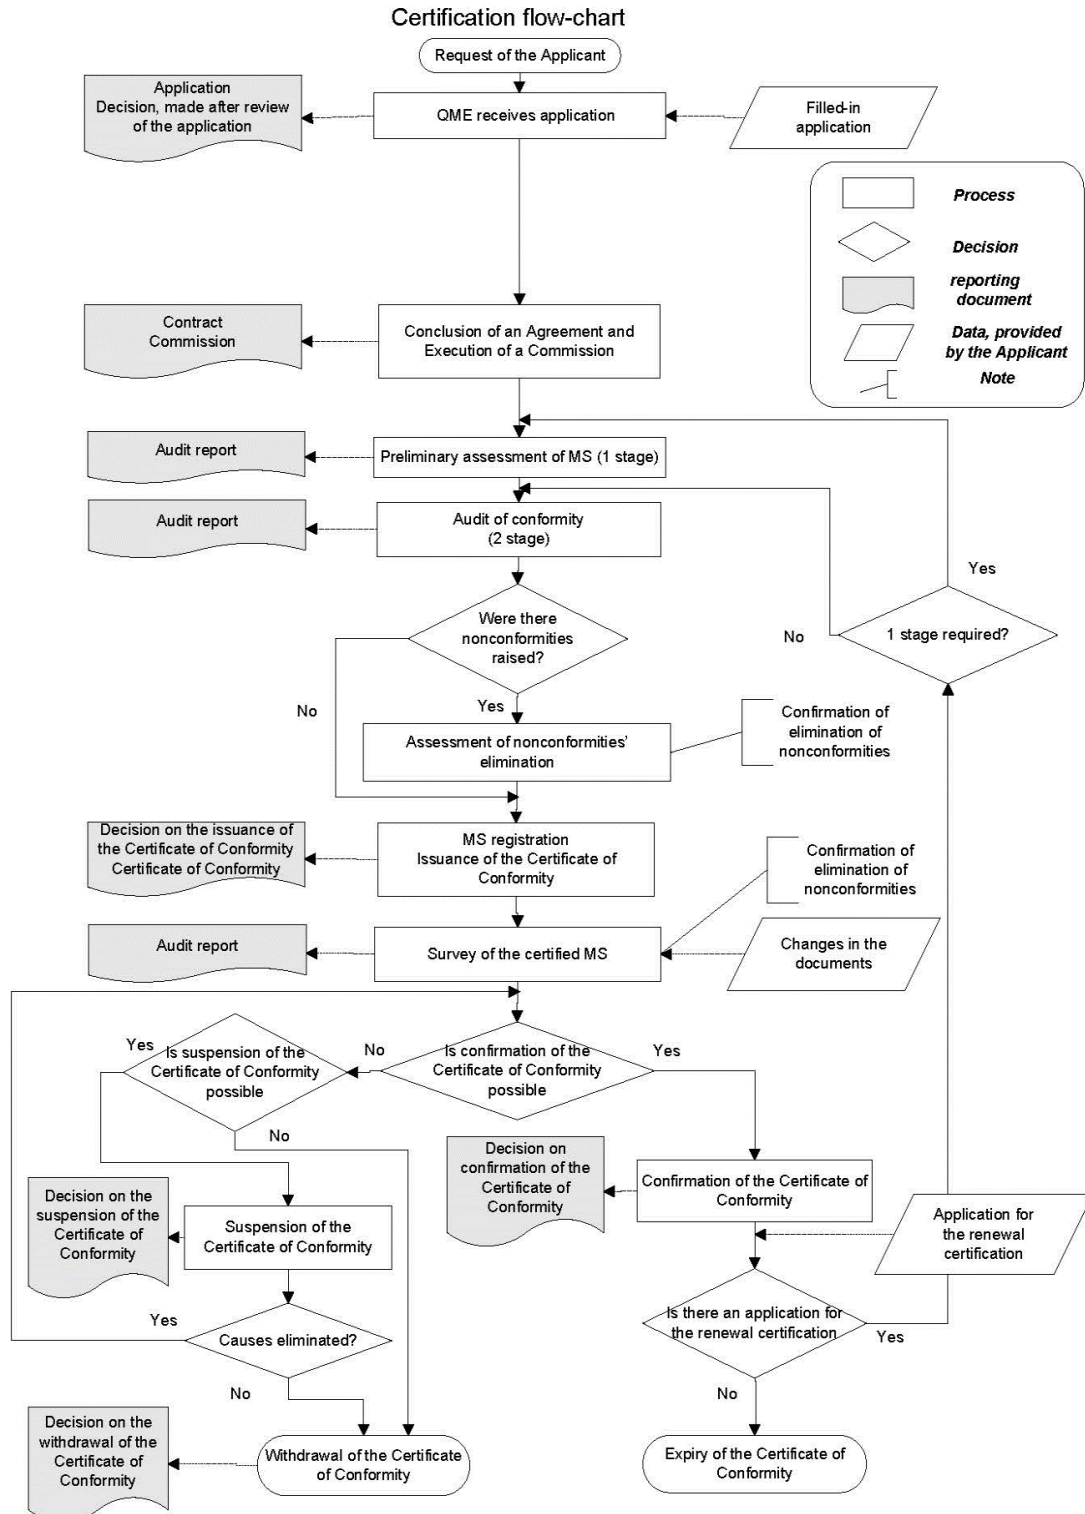 Certification flow-chart
Request of the Applicant
Application
Decision, made after review
of the application
QME receives application
Filled-in
application
Process
Decision
reporting
document
Data, provided
by the Applicant
Note
Contract
Commission
Conclusion of an Agreement and
Execution of a Commission
Audit report
Preliminary assessment of MS (1 stage)
Audit report
Audit of conformity
(2 stage)
Yes
Were there
nonconformities
raised?
No
1 stage required?
No
Yes
Assessment of nonconformities'
elimination
Confirmation of
elimination of
nonconformities
Decision on the issuance of
the Certificate of Conformity
Certificate of Conformity
MS registration
Issuance of the Certificate of
Conformity
Confirmation of
elimination of
nonconformities
Audit report
Survey of the certified MS
Changes in the
documents
Yes
Is suspension of the
Certificate of Conformity
possible
No
Is confirmation of the
Certificate of Conformity
possible
Yes
No
Decision on
confirmation of the
Certificate of
Conformity
Confirmation of the Certificate of
Conformity
Decision on the
suspension of the
Certificate of
Conformity
Suspension of the
Certificate of Conformity
Application for
the renewal
certification
Yes
Causes eliminated?
Is there an application for
the renewal certification
Yes
No
No
Decision on the
withdrawal of the
Certificate of
Conformity
Withdrawal of the Certificate
of Conformity
Expiry of the Certificate of
Conformity